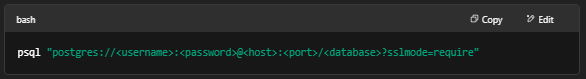 bash Copy Edit
psql "postgres://<username>:<password>@<host>:<port>/<database>?sslmode=require"